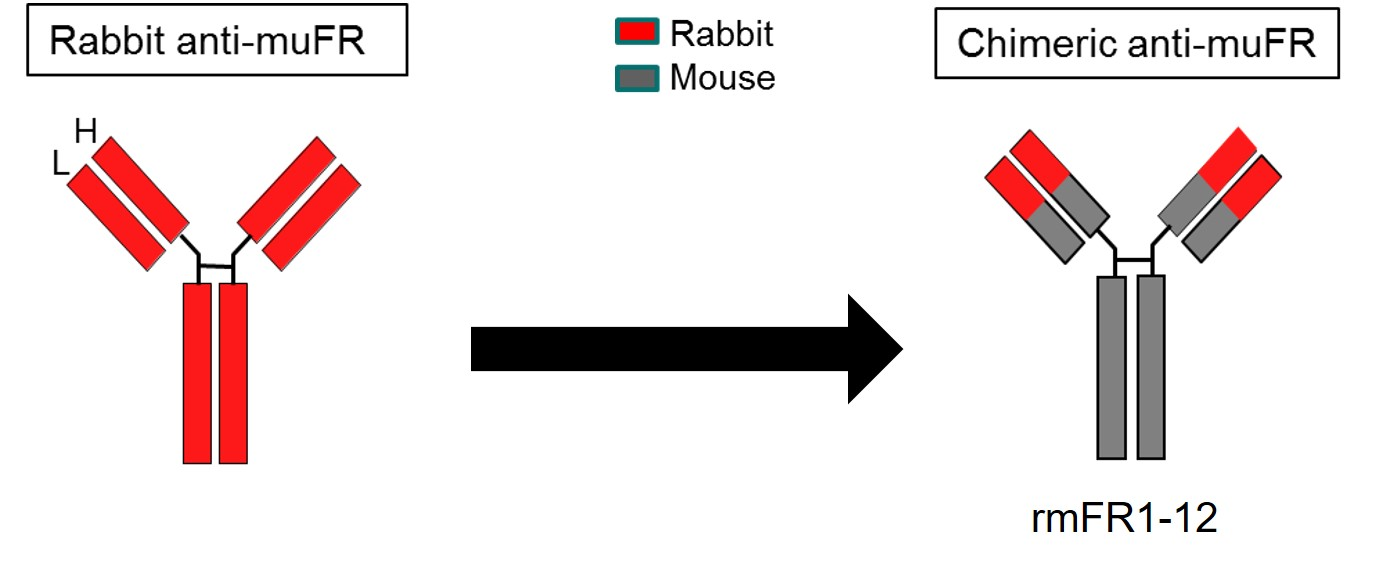 Rabbit anti-muFR
Rabbit
Mouse
Chimeric anti-muFR
H
L
rmFR1-12